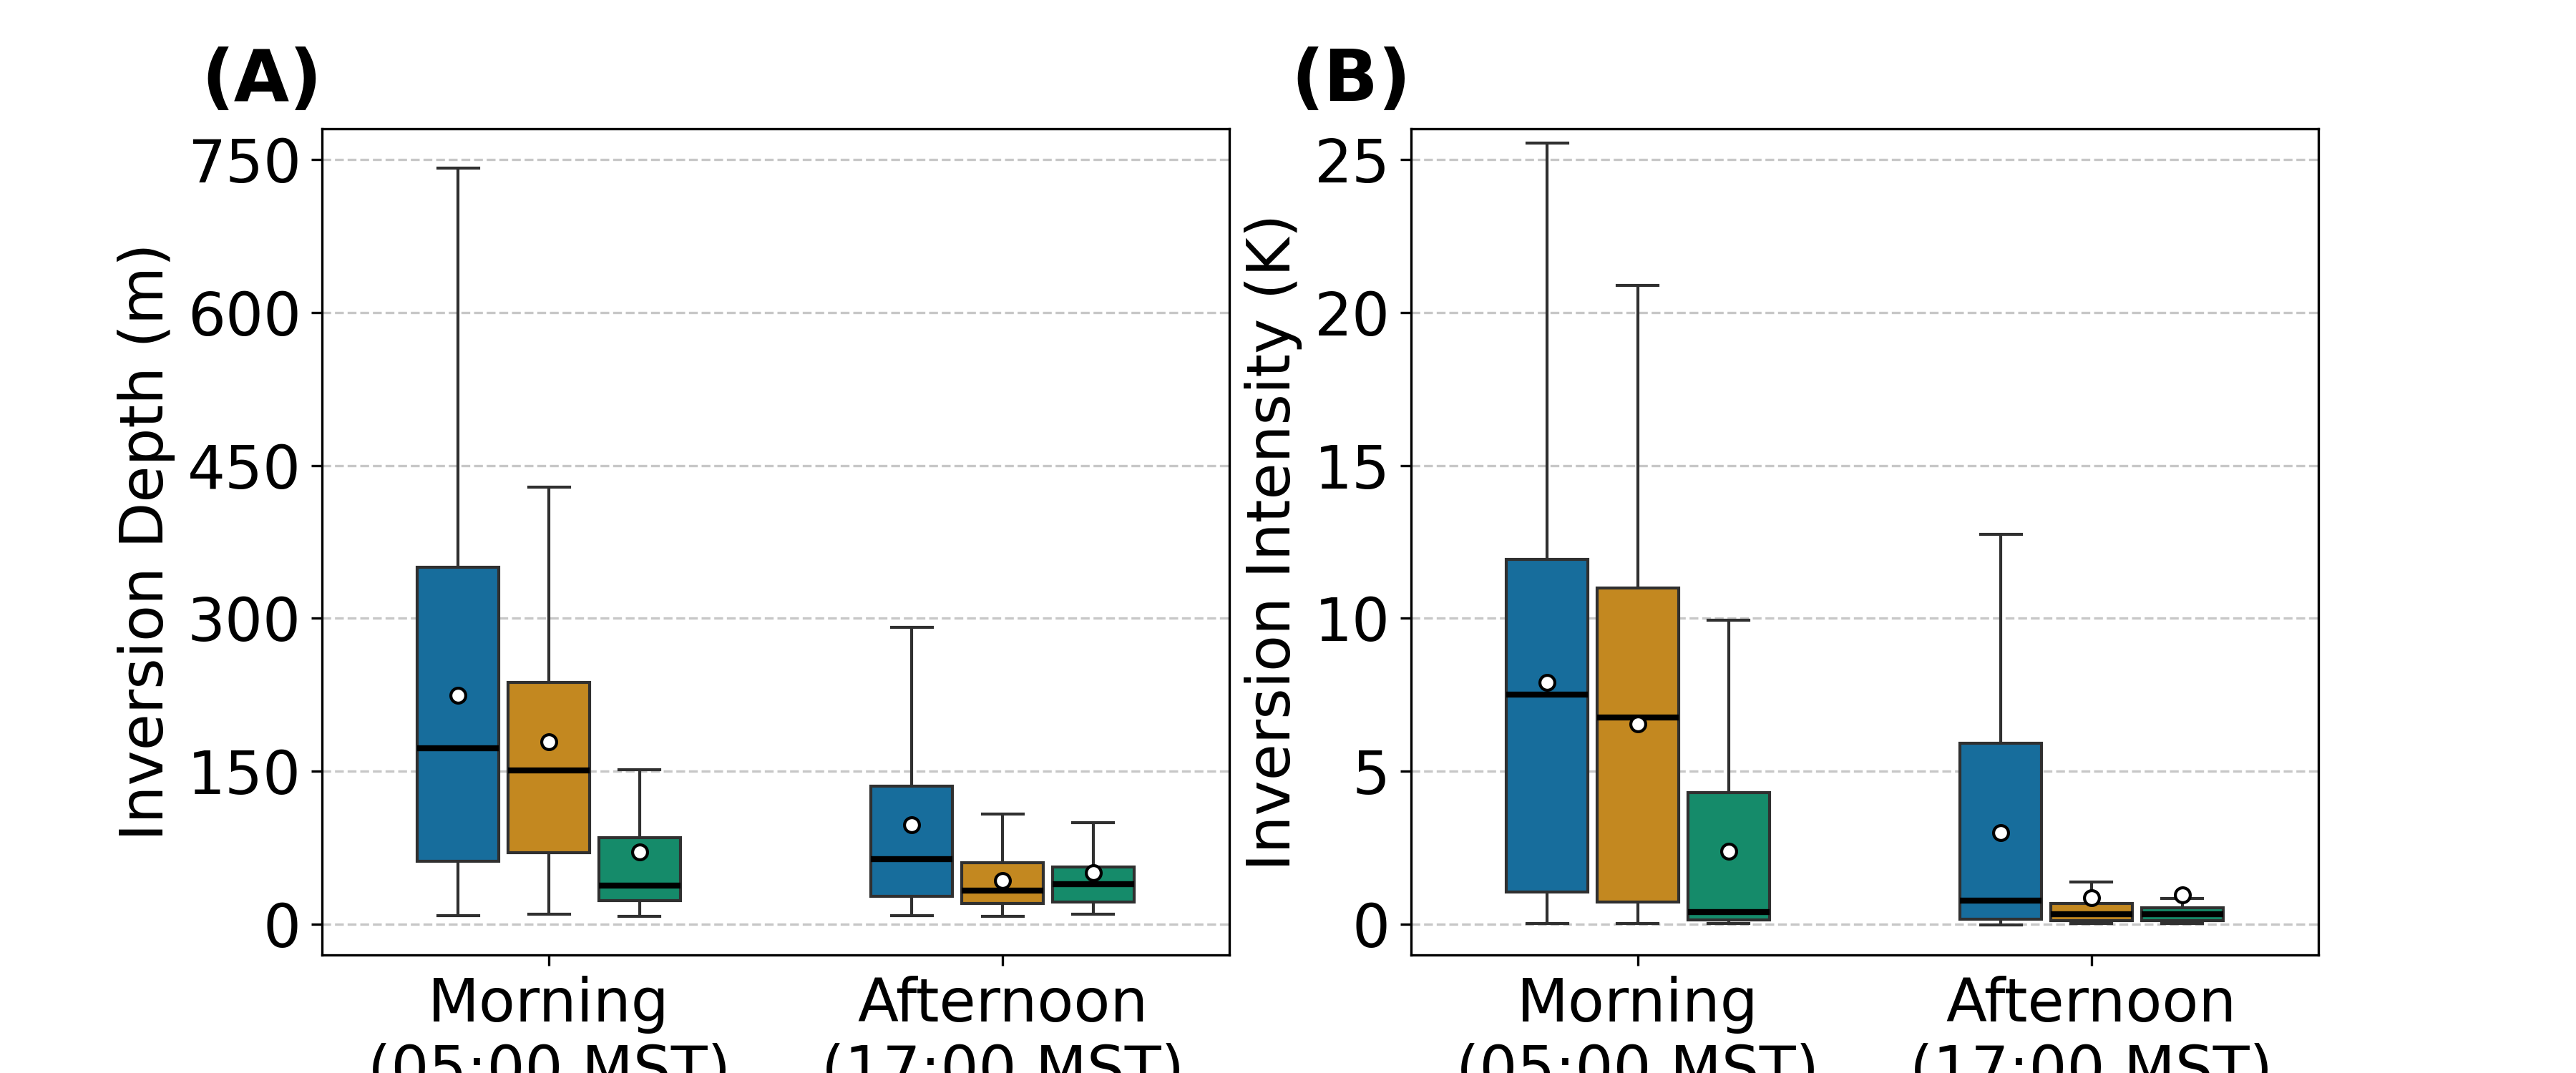 (A)
Inversion Depth (m)
750
600
450
300
150
0
Morning
(05:00 MST)
Afternoon
(17:00 MST)
(B)
Inversion Intensity (K)
25
20
15
10
5
0
Morning
(05:00 MST)
Afternoon
(17:00 MST)